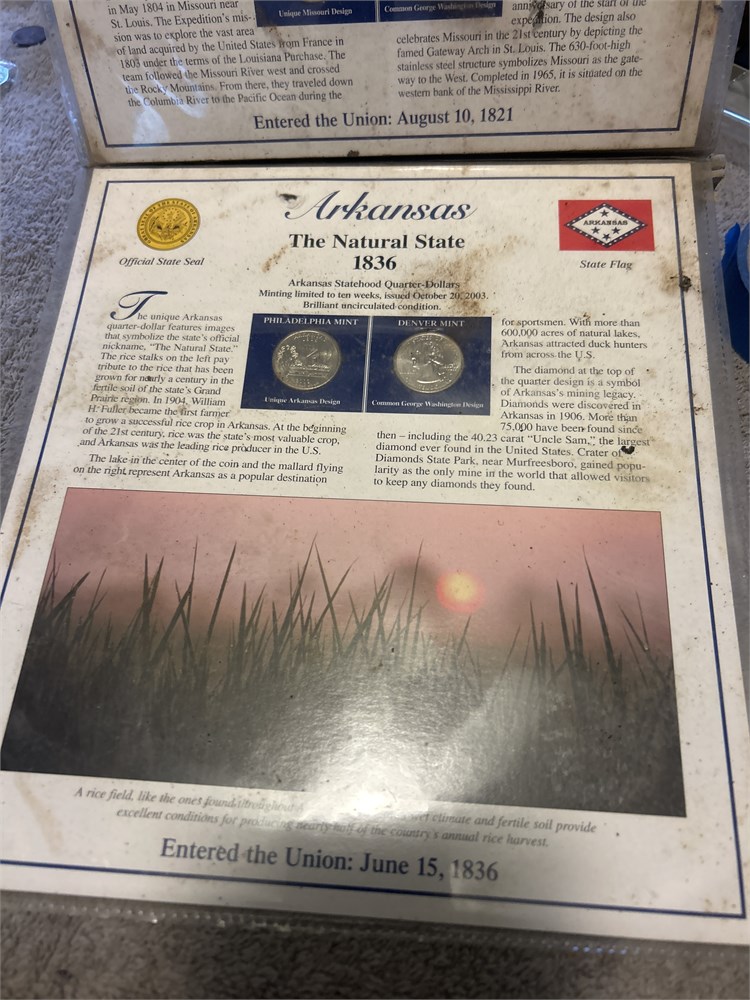 in May 1804 in Missouri near
St. Louis. The Expedition's mis-
sion was to explore the vast area
of land acquired by the United States from France in
1803 under the terms of the Louisiana Purchase. The
team followed the Missouri River west and crossed
the Rocky Mountains. From there, they traveled down
the Columbia River to the Pacific Ocean during the
Unique Missouri Design
Common George Washington Design
anniversary of the start of the
expedition. The design also
celebrates Missouri in the 21st century by depicting the
famed Gateway Arch in St. Louis. The 630-foot-high
stainless steel structure symbolizes Missouri as the gate-
way to the West. Completed in 1965, it is situated on the
western bank of the Mississippi River.
Entered the Union: August 10, 1821
Official State Seal
Arkansas
The Natural State
1836
ARKANSAS
State Flag
Arkansas Statehood Quarter-Dollars
Minting limited to ten weeks, issued October 20, 2003.
Brilliant uncirculated condition.
The unique Arkansas
quarter-dollar features images
that symbolize the state's official
nickname, "The Natural State."
The rice stalks on the left pay
tribute to the rice that has been
grown for nearly a century in the
fertile soil of the state's Grand
Prairie region. In 1904, William
H. Fuller became the first farmer
to grow a successful rice crop in Arkansas. At the beginning
of the 21st century, rice was the state's most valuable crop,
and Arkansas was the leading rice producer in the U.S.
The lake in the center of the coin and the mallard flying
on the right represent Arkansas as a popular destination
PHILADELPHIA MINT
Unique Arkansas Design
DENVER MINT
Common George Washington Design
for sportsmen. With more than
600,000 acres of natural lakes,
Arkansas attracted duck hunters
from across the U.S.
The diamond at the top of
the quarter design is a symbol
of Arkansas's mining legacy.
Diamonds were discovered in
Arkansas in 1906. More than
75,000 have been found since
then – including the 40.23 carat "Uncle Sam," the largest
diamond ever found in the United States. Crater of
Diamonds State Park, near Murfreesboro, gained popu-
larity as the only mine in the world that allowed visitors
to keep any diamonds they found.
A rice field, like the ones found throughout climate and fertile soil provide
excellent conditions for producing nearly half of the country's annual rice harvest.
Entered the Union: June 15, 1836